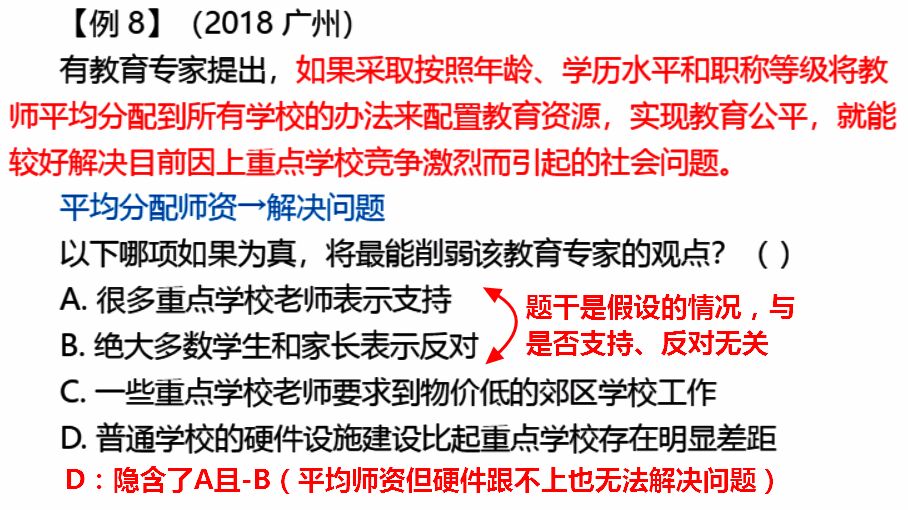 【例 8】（2018 广州）
有教育专家提出，如果采取按照年龄、学历水平和职称等级将教
师平均分配到所有学校的办法来配置教育资源，实现教育公平，就能
较好解决目前因上重点学校竞争激烈而引起的社会问题。
平均分配师资→解决问题
以下哪项如果为真，将最能削弱该教育专家的观点？（ ）
A. 很多重点学校老师表示支持
B. 绝大多数学生和家长表示反对
题干是假设的情况，与
是否支持、反对无关
C. 一些重点学校老师要求到物价低的郊区学校工作
D. 普通学校的硬件设施建设比起重点学校存在明显差距
D：隐含了A且-B（平均师资但硬件跟不上也无法解决问题）